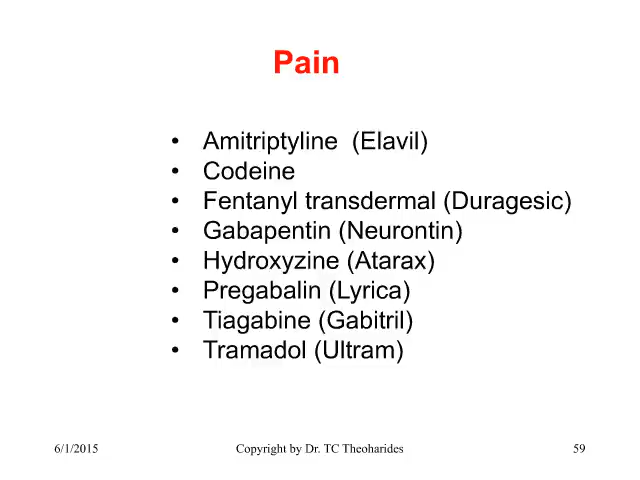 Pain
• Amitriptyline (Elavil)
• Codeine
• Fentanyl transdermal (Duragesic)
• Gabapentin (Neurontin)
• Hydroxyzine (Atarax)
• Pregabalin (Lyrica)
• Tiagabine (Gabitril)
• Tramadol (Ultram)
6/1/2015 Copyright by Dr. TC Theoharides 59